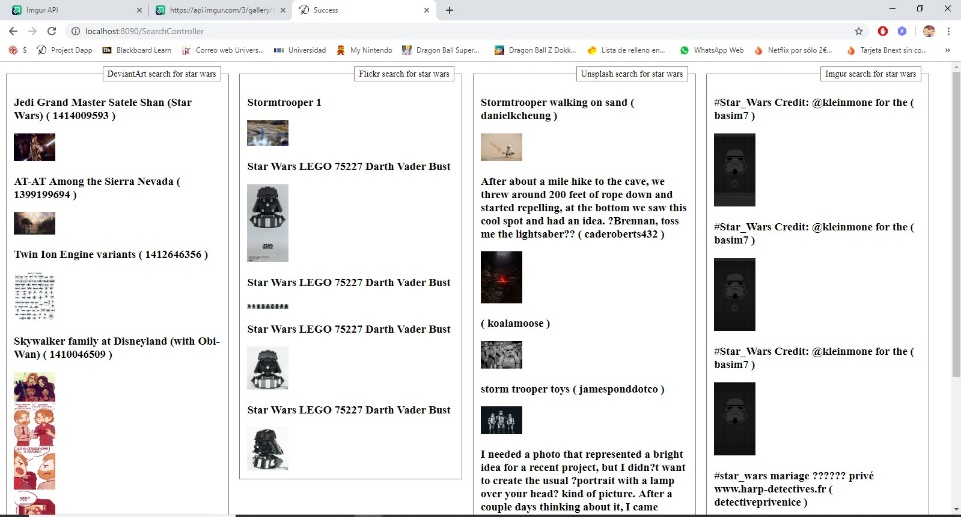 Imgur API
https://api.imgur.com/3/gallery/
Success
localhost:8090/SearchController
S
Project Dapp
Blackboard Learn
Correo web Univers...
Universidad
My Nintendo
Dragon Ball Super...
Dragon Ball Z Dokk...
Lista de relleno en...
WhatsApp Web
Netflix por sólo 2€...
Tarjeta Bnext sin co...
»
DeviantArt search for star wars
Jedi Grand Master Satele Shan (Star
Wars) ( 1414009593 )
AT-AT Among the Sierra Nevada (
1399199694 )
Twin Ion Engine variants ( 1412646356 )
Skywalker family at Disneyland (with Obi-
Wan) ( 1410046509 )
Flickr search for star wars
Stormtrooper 1
Star Wars LEGO 75227 Darth Vader Bust
Star Wars LEGO 75227 Darth Vader Bust
Star Wars LEGO 75227 Darth Vader Bust
Star Wars LEGO 75227 Darth Vader Bust
Unsplash search for star wars
Stormtrooper walking on sand (
danielkcheung )
After about a mile hike to the cave, we
threw around 200 feet of rope down and
started repelling, at the bottom we saw this
cool spot and had an idea. ?Brennan, toss
me the lightsaber?? ( caderoberts432 )
( koalamoose )
storm trooper toys ( jamesponddotco )
I needed a photo that represented a bright
idea for a recent project, but I didn?t want
to create the usual ?portrait with a lamp
over your head? kind of picture. After a
couple days thinking about it, I came
Imgur search for star wars
#Star_Wars Credit: @kleinmone for the (
basim7 )
#Star_Wars Credit: @kleinmone for the (
basim7 )
#Star_Wars Credit: @kleinmone for the (
basim7 )
#star_wars mariage ?????? privé
www.harp-detectives.fr (
detectiveprivenice )